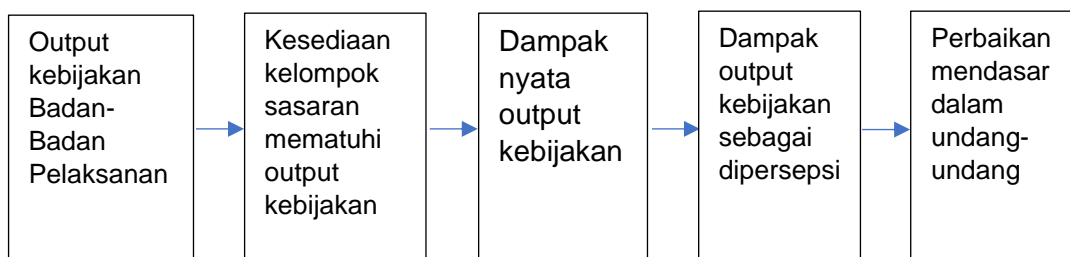 Output
kebijakan
Badan-
Badan
Pelaksanan
Kesediaan
kelompok
sasaran
mematuhi
output
kebijakan
Dampak
nyata
output
kebijakan
Dampak
output
kebijakan
sebagai
dipersepsi
Perbaikan
mendasar
dalam
undang-
undang